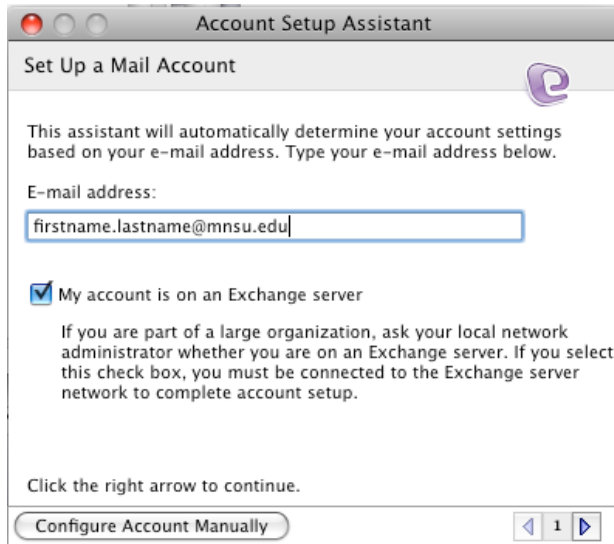 Account Setup Assistant
Set Up a Mail Account
This assistant will automatically determine your account settings
based on your e-mail address. Type your e-mail address below.
E-mail address:
firstname.lastname@mnsu.edu
My account is on an Exchange server
If you are part of a large organization, ask your local network
administrator whether you are on an Exchange server. If you select
this check box, you must be connected to the Exchange server
network to complete account setup.
Click the right arrow to continue.
Configure Account Manually
1